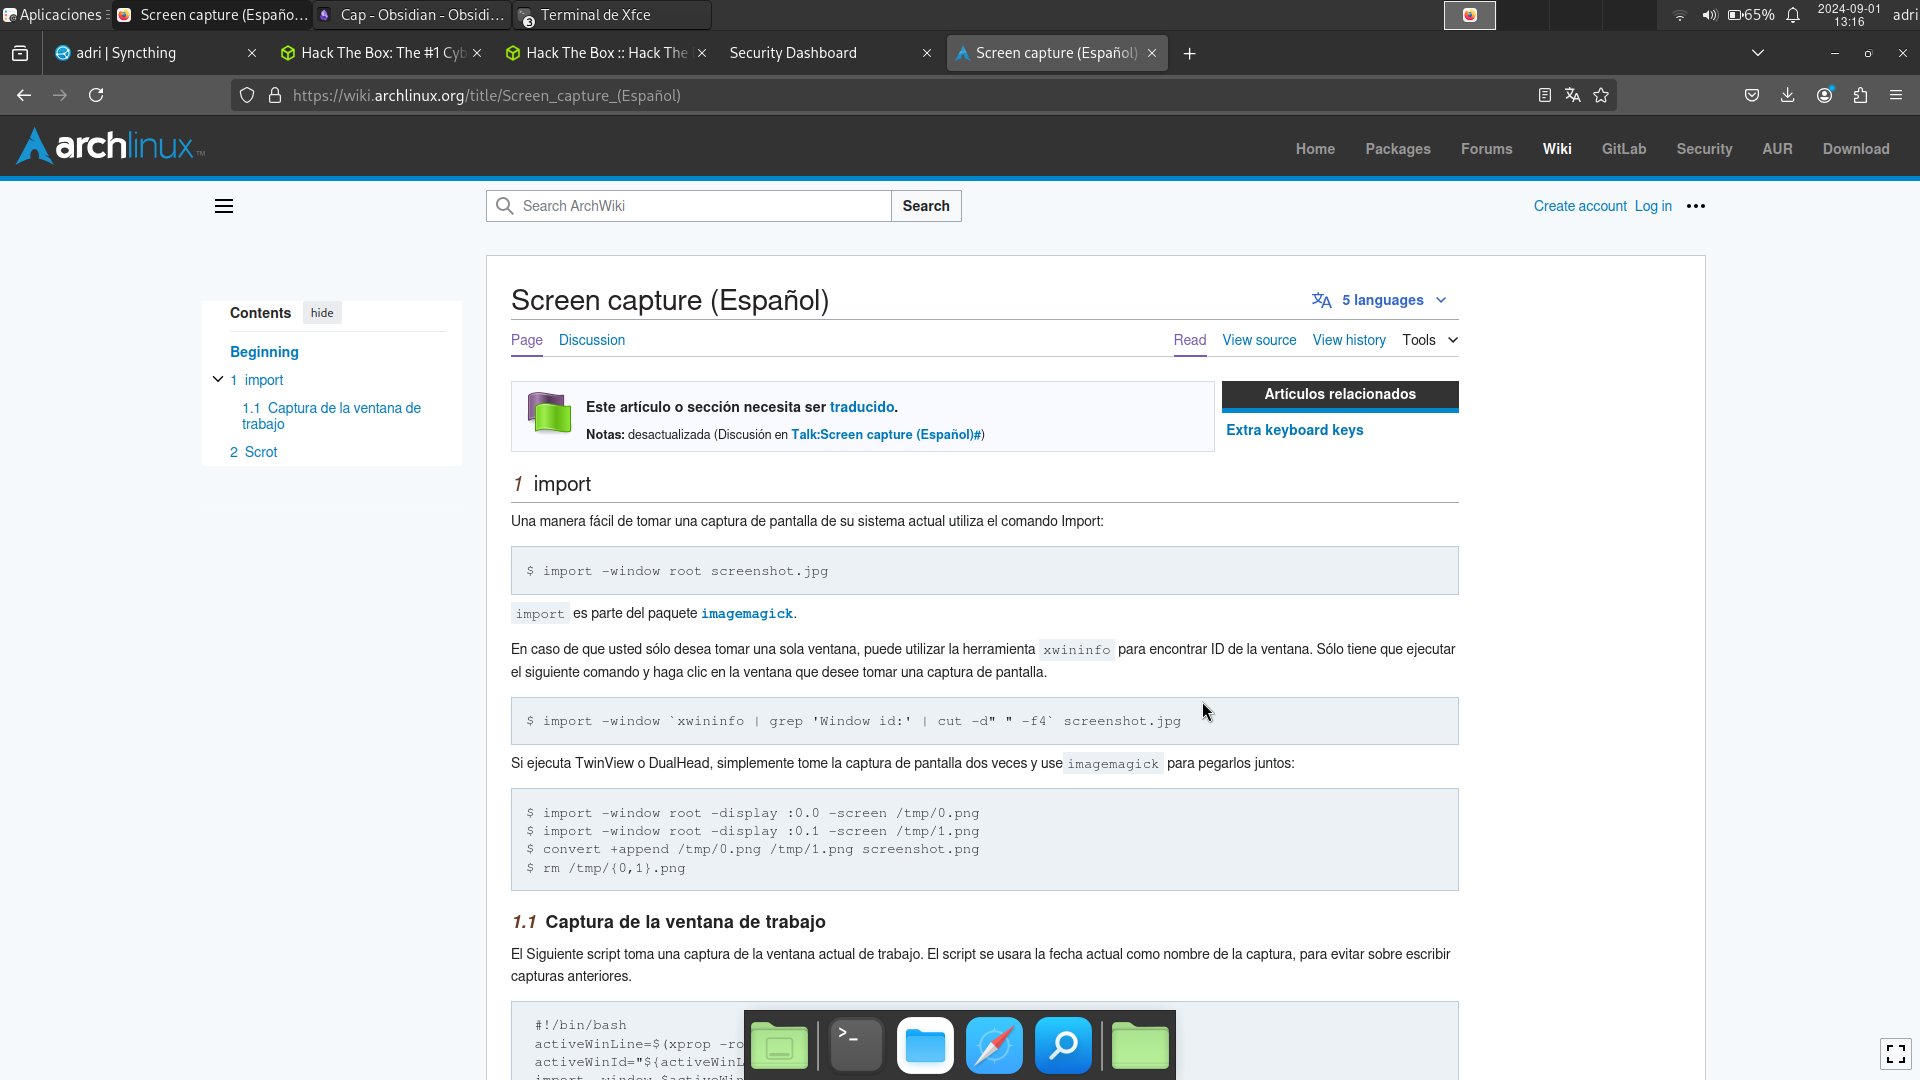 Aplicaciones
Screen capture (Españo...
Cap - Obsidian - Obsidi...
3
Terminal de Xfce
65%
2024-09-01
13:16
adri
adri | Syncthing
Hack The Box: The #1 Cyb
Hack The Box :: Hack The
Security Dashboard
Screen capture (Español)
https://wiki.archlinux.org/title/Screen_capture_(Español)
archlinux™
Home
Packages
Forums
Wiki
GitLab
Security
AUR
Download
Search ArchWiki
Search
Create account
Log in
Contents
hide
Beginning
1 import
1.1 Captura de la ventana de
trabajo
2 Scrot
Screen capture (Español)
5 languages
Page
Discussion
Read
View source
View history
Tools
Este artículo o sección necesita ser traducido.
Notas: desactualizada (Discusión en Talk:Screen capture (Español)#)
Artículos relacionados
Extra keyboard keys
1 import
Una manera fácil de tomar una captura de pantalla de su sistema actual utiliza el comando Import:
$ import -window root screenshot.jpg
import es parte del paquete imagemagick.
En caso de que usted sólo desea tomar una sola ventana, puede utilizar la herramienta xwininfo para encontrar ID de la ventana. Sólo tiene que ejecutar
el siguiente comando y haga clic en la ventana que desee tomar una captura de pantalla.
$ import -window `xwininfo | grep 'Window id:' | cut -d" " -f4` screenshot.jpg
Si ejecuta TwinView o DualHead, simplemente tome la captura de pantalla dos veces y use imagemagick para pegarlos juntos:
$ import -window root -display :0.0 -screen /tmp/0.png
$ import -window root -display :0.1 -screen /tmp/1.png
$ convert +append /tmp/0.png /tmp/1.png screenshot.png
$ rm /tmp/{0,1}.png
1.1 Captura de la ventana de trabajo
El Siguiente script toma una captura de la ventana actual de trabajo. El script se usara la fecha actual como nombre de la captura, para evitar sobre escribir
capturas anteriores.
#!/bin/bash
activeWinLine=$(xprop -ro
activeWinId="${activeWinL
import -window $activeWin
>_